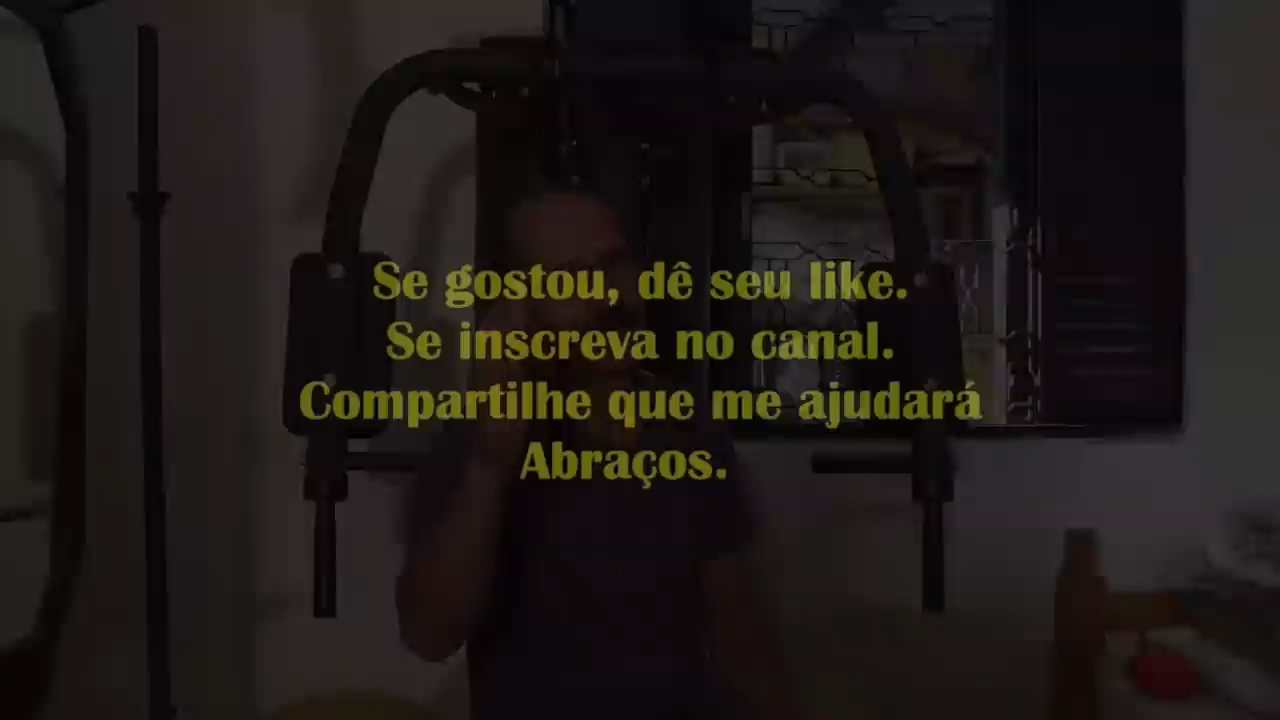 Se gostou, dê seu like.
Se inscreva no canal.
Compartilhe que me ajudará
Abraços.